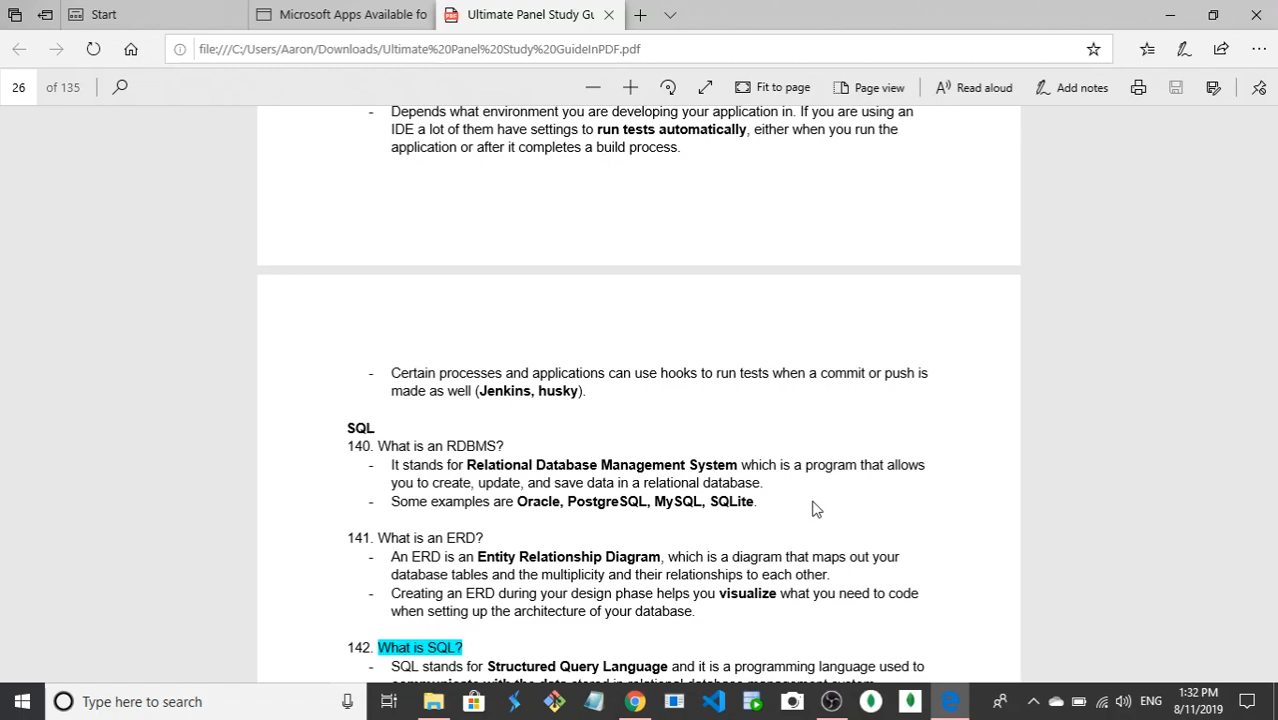 Start
Microsoft Apps Available fo
Ultimate Panel Study Gu
file:///C:/Users/Aaron/Downloads/Ultimate%20Panel%20Study%20GuideInPDF.pdf
26 of 135
Fit to page
Page view
Read aloud
Add notes
- Depends what environment you are developing your application in. If you are using an
IDE a lot of them have settings to run tests automatically, either when you run the
application or after it completes a build process.
- Certain processes and applications can use hooks to run tests when a commit or push is
made as well (Jenkins, husky).
SQL
140. What is an RDBMS?
- It stands for Relational Database Management System which is a program that allows
you to create, update, and save data in a relational database.
- Some examples are Oracle, PostgreSQL, MySQL, SQLite.
141. What is an ERD?
- An ERD is an Entity Relationship Diagram, which is a diagram that maps out your
database tables and the multiplicity and their relationships to each other.
- Creating an ERD during your design phase helps you visualize what you need to code
when setting up the architecture of your database.
142. What is SQL?
- SQL stands for Structured Query Language and it is a programming language used to
communicate with the data stored in relational database management system
Type here to search
ENG
1:32 PM
8/11/2019